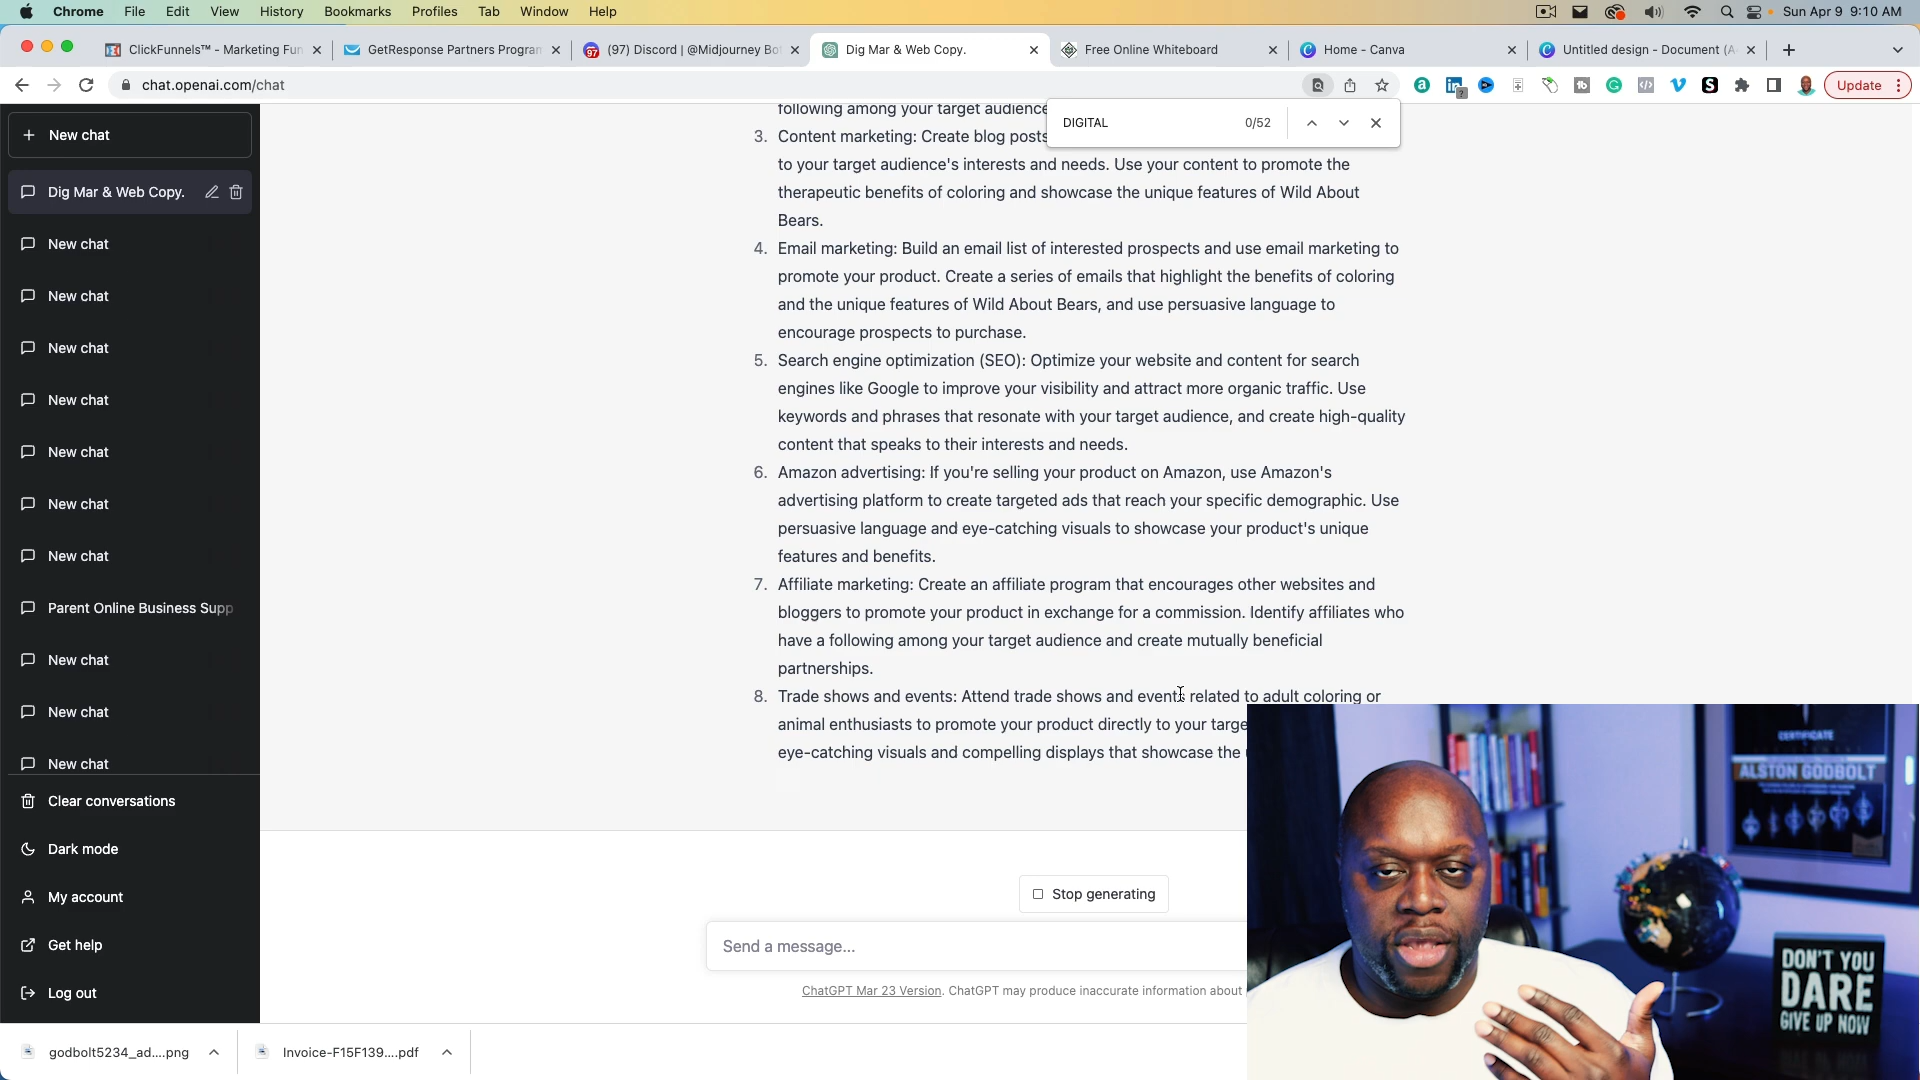 Chrome File Edit View History Bookmarks Profiles Tab Window Help Sun Apr 9 9:10 AM
ClickFunnels™ - Marketing Fun GetResponse Partners Program (97) Discord | @Midjourney Bot Dig Mar & Web Copy. Free Online Whiteboard Home - Canva Untitled design - Document (A
chat.openai.com/chat Update
DIGITAL 0/52
New chat
Dig Mar & Web Copy.
New chat
New chat
New chat
New chat
New chat
New chat
New chat
Parent Online Business Supp
New chat
New chat
New chat
Clear conversations
Dark mode
My account
Get help
Log out
following among your target audience
3. Content marketing: Create blog posts
to your target audience's interests and needs. Use your content to promote the
therapeutic benefits of coloring and showcase the unique features of Wild About
Bears.
4. Email marketing: Build an email list of interested prospects and use email marketing to
promote your product. Create a series of emails that highlight the benefits of coloring
and the unique features of Wild About Bears, and use persuasive language to
encourage prospects to purchase.
5. Search engine optimization (SEO): Optimize your website and content for search
engines like Google to improve your visibility and attract more organic traffic. Use
keywords and phrases that resonate with your target audience, and create high-quality
content that speaks to their interests and needs.
6. Amazon advertising: If you're selling your product on Amazon, use Amazon's
advertising platform to create targeted ads that reach your specific demographic. Use
persuasive language and eye-catching visuals to showcase your product's unique
features and benefits.
7. Affiliate marketing: Create an affiliate program that encourages other websites and
bloggers to promote your product in exchange for a commission. Identify affiliates who
have a following among your target audience and create mutually beneficial
partnerships.
8. Trade shows and events: Attend trade shows and events related to adult coloring or
animal enthusiasts to promote your product directly to your targe
eye-catching visuals and compelling displays that showcase the
Stop generating
Send a message...
ChatGPT Mar 23 Version. ChatGPT may produce inaccurate information about
CERTIFICATE
ALSTON GODBOLT
DON'T YOU
DARE
GIVE UP NOW
godbolt5234_ad....png
Invoice-F15F139....pdf